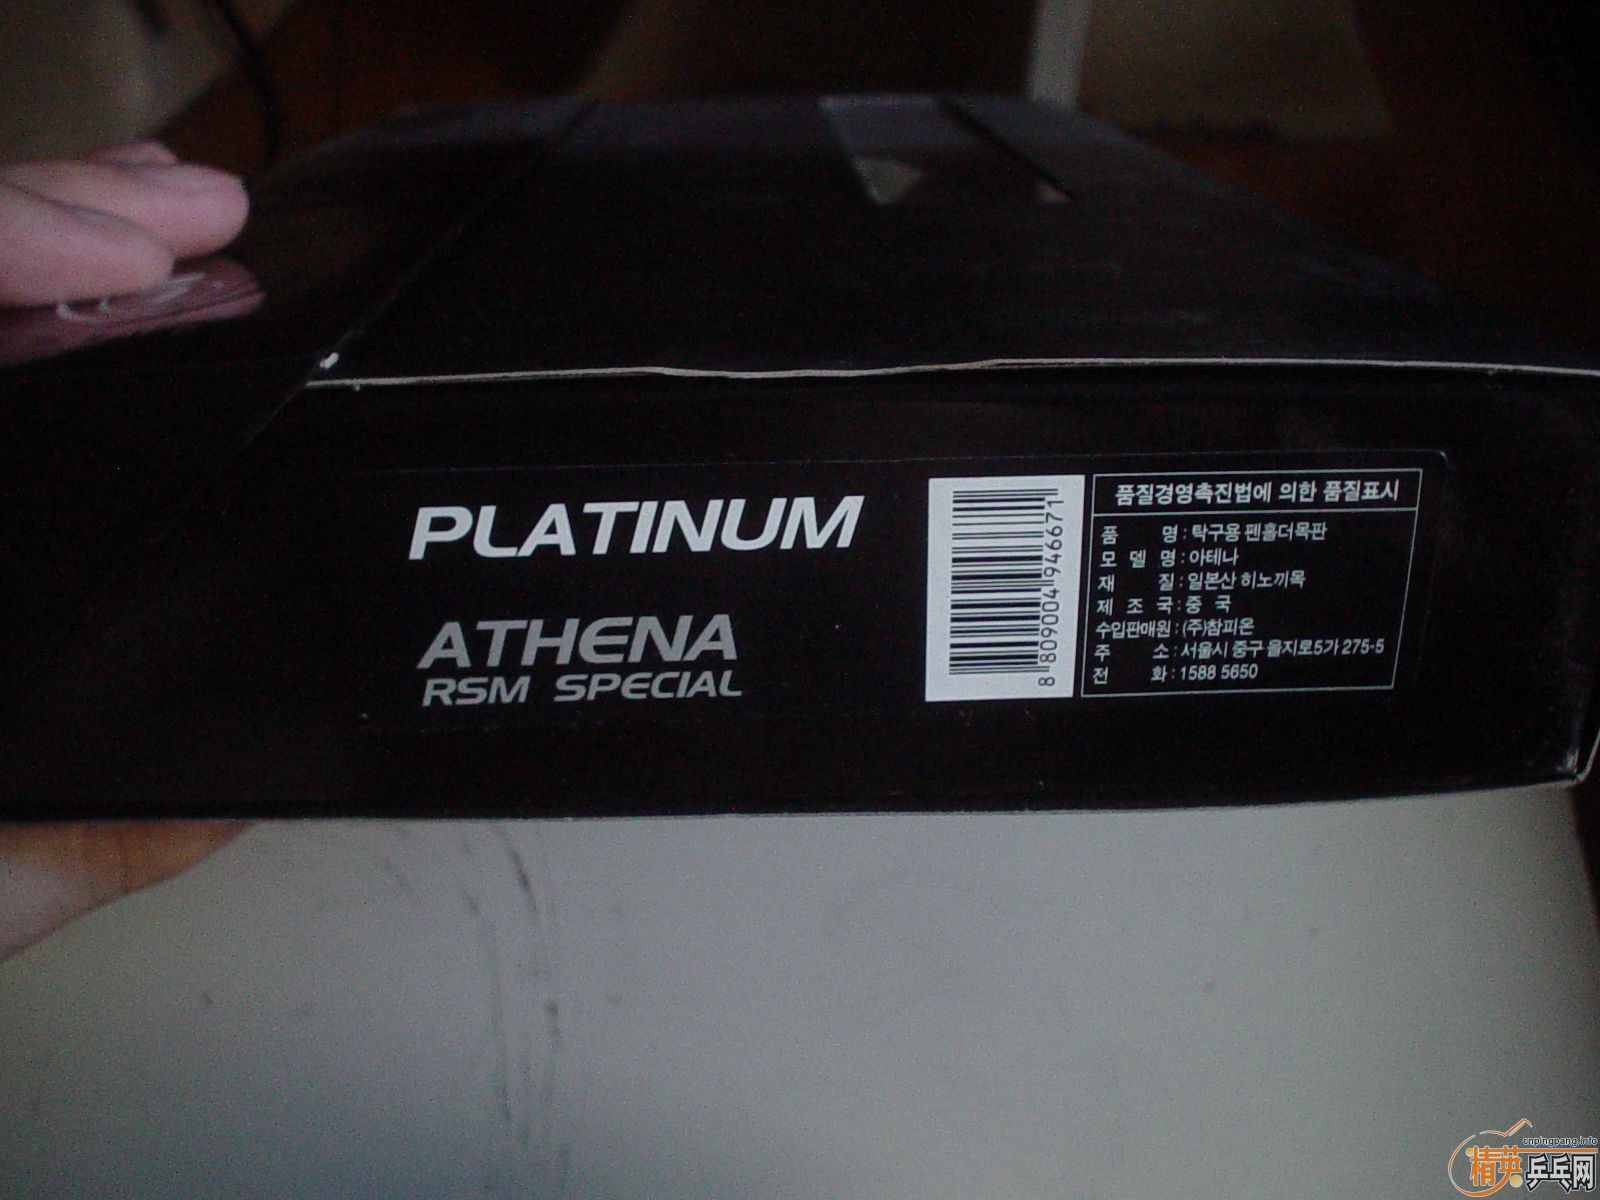 PLATINUM
ATHENA
RSM SPECIAL
8 809004 946671
품질경영촉진법에 의한 품질표시
품 명 : 탁구용 펜홀더목판
모 델 명 : 아테나
재 질 : 일본산 히노끼목
제 조 국 : 중 국
수입판매원 : (주)참피온
주 소 : 서울시 중구 을지로5가 275-5
전 화 : 1588 5650
cnpingpang.info
精英乒乓网